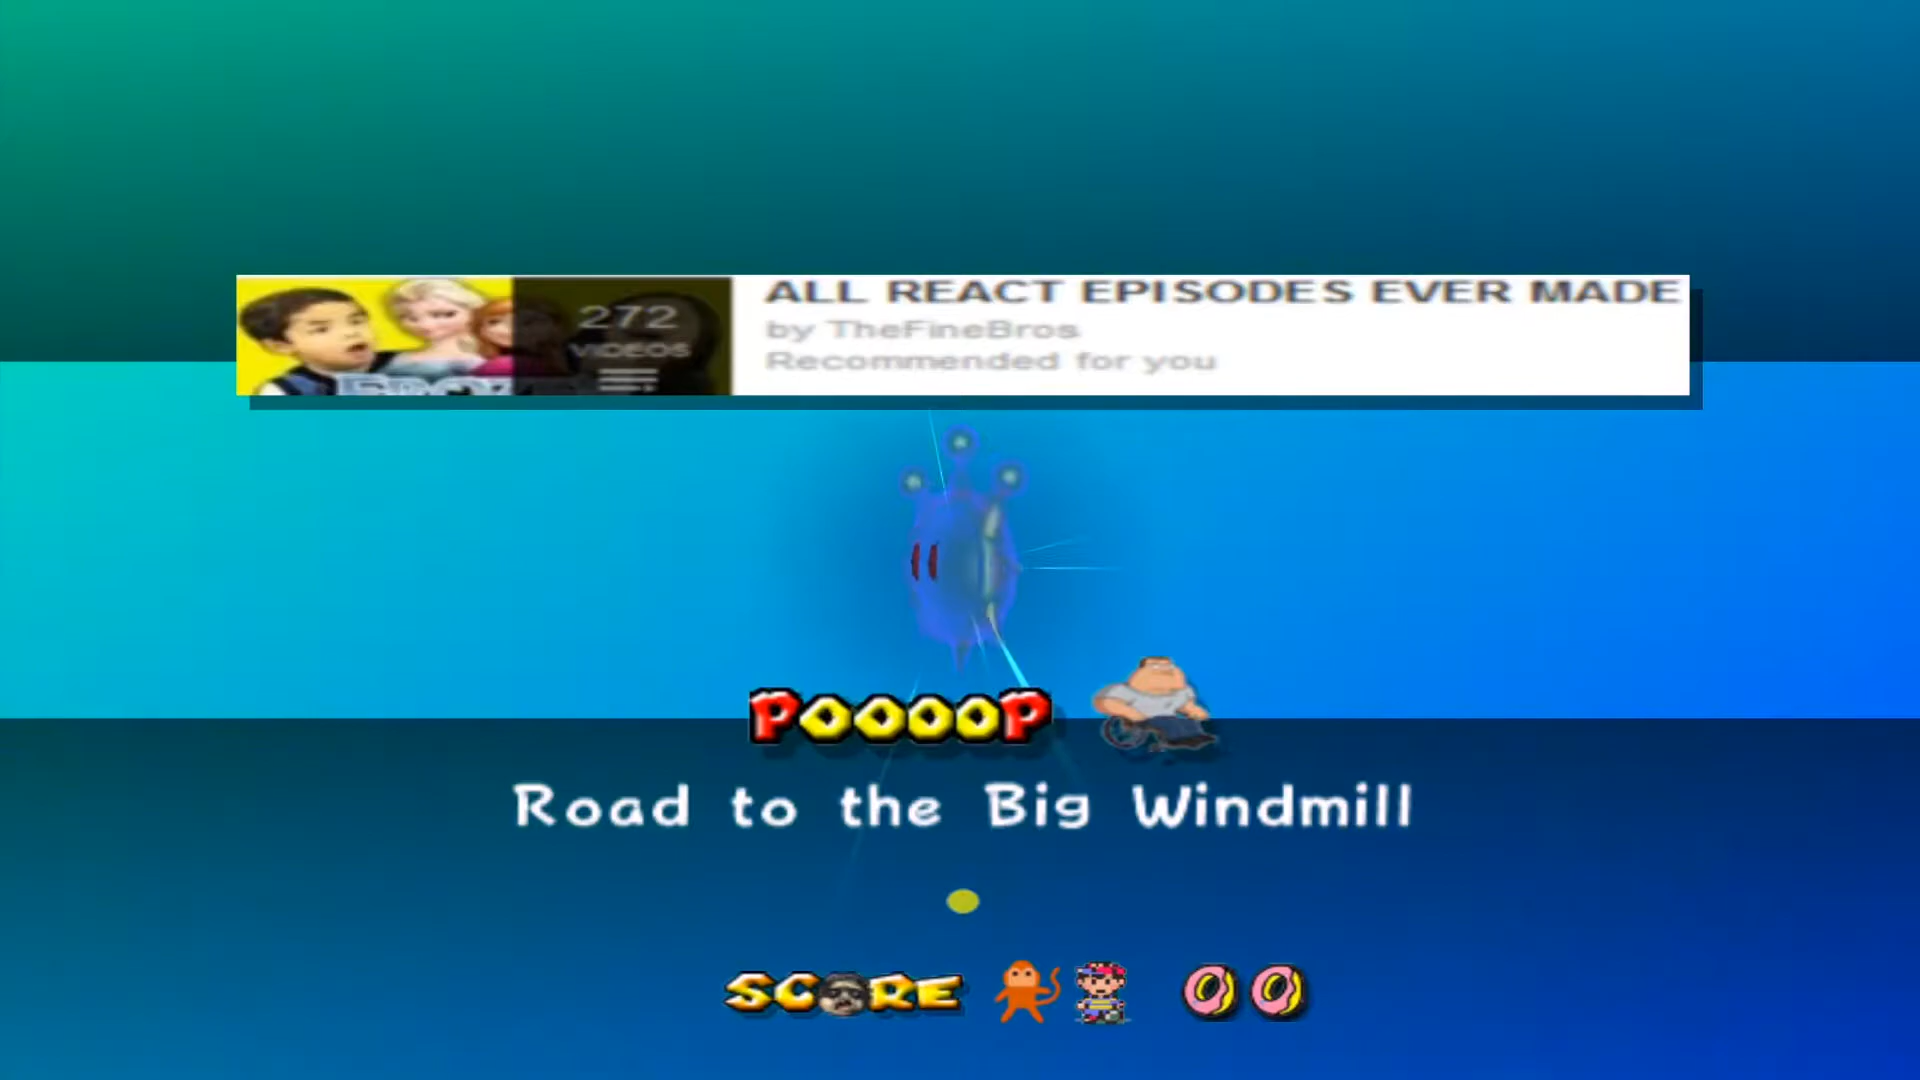 272
VIDEOS
ALL REACT EPISODES EVER MADE
by TheFineBros
Recommended for you
POOOOP
Road to the Big Windmill
SCORE